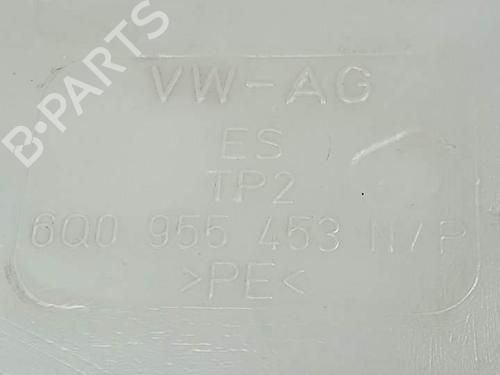 B-PARTS
VW-AG
ES
TP2
6Q0 955 453 N/P
>PE<